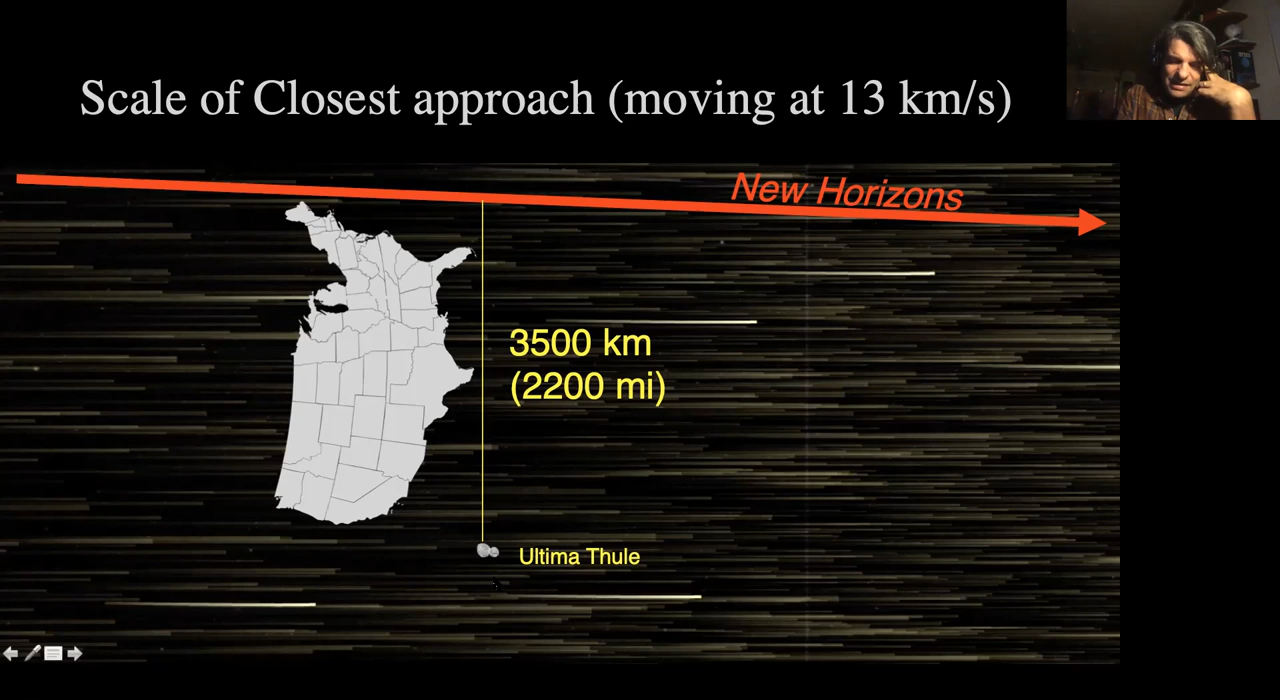 Scale of Closest approach (moving at 13 km/s)
New Horizons
3500 km
(2200 mi)
Ultima Thule